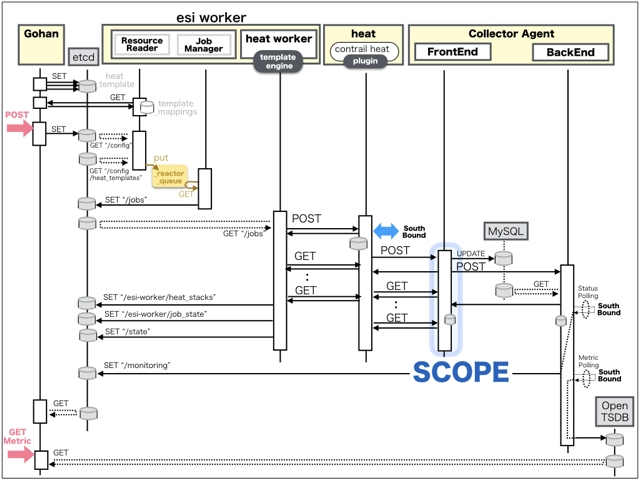 esi worker
Gohan
etcd
Resource
Reader
Job
Manager
heat worker
template
engine
heat
contrail heat
plugin
Collector Agent
FrontEnd
BackEnd
SET
heat
template
GET
template
_mappings
POST
SET
GET "/config"
put
GET "/config
/heat_templates"
_reactor
_queue
GET
SET "/jobs"
GET "/jobs
POST
South
Bound
POST
MySQL
UPDATE
POST
GET
GET
:
GET
GET
:
GET
GET
Status
Polling
South
Bound
SET "/esi-worker/heat_stacks"
SET "/esi-worker/job_state"
SET "/state"
SET "/monitoring"
SCOPE
Metric
Polling
South
Bound
GET
Open
TSDB
GET
Metric
GET